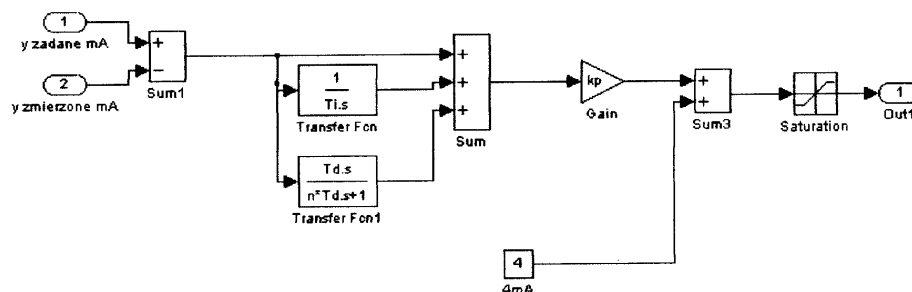 1
y zadane mA
+
−
2
y zmierzone mA
Sum1
1
Ti.s
Transfer Fcn
Td.s
n*Td.s+1
Transfer Fcn1
+
+
+
Sum
kp
Gain
4
4mA
+
+
Sum3
Saturation
1
Out1